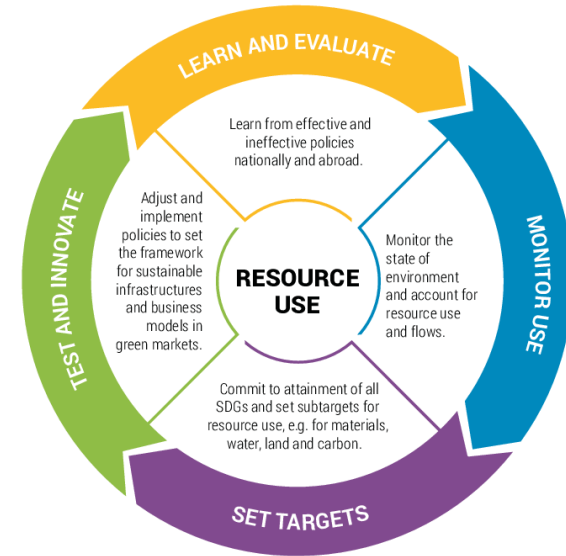 LEARN AND EVALUATE
Learn from effective and
ineffective policies
nationally and abroad.
MONITOR USE
Monitor the
state of
environment
and account for
resource use
and flows.
SET TARGETS
Commit to attainment of all
SDGs and set subtargets for
resource use, e.g. for materials,
water, land and carbon.
TEST AND INNOVATE
Adjust and
implement
policies to set
the framework
for sustainable
infrastructures
and business
models in
green markets.
RESOURCE
USE